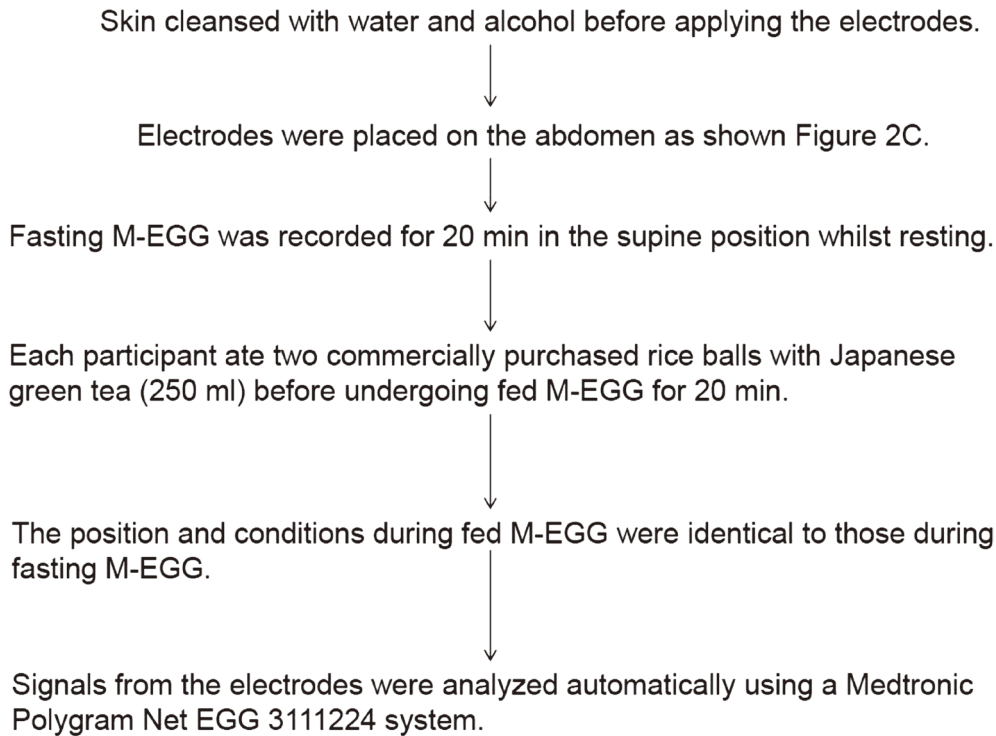 Skin cleansed with water and alcohol before applying the electrodes.
Electrodes were placed on the abdomen as shown Figure 2C.
Fasting M-EGG was recorded for 20 min in the supine position whilst resting.
Each participant ate two commercially purchased rice balls with Japanese
green tea (250 ml) before undergoing fed M-EGG for 20 min.
The position and conditions during fed M-EGG were identical to those during
fasting M-EGG.
Signals from the electrodes were analyzed automatically using a Medtronic
Polygram Net EGG 3111224 system.